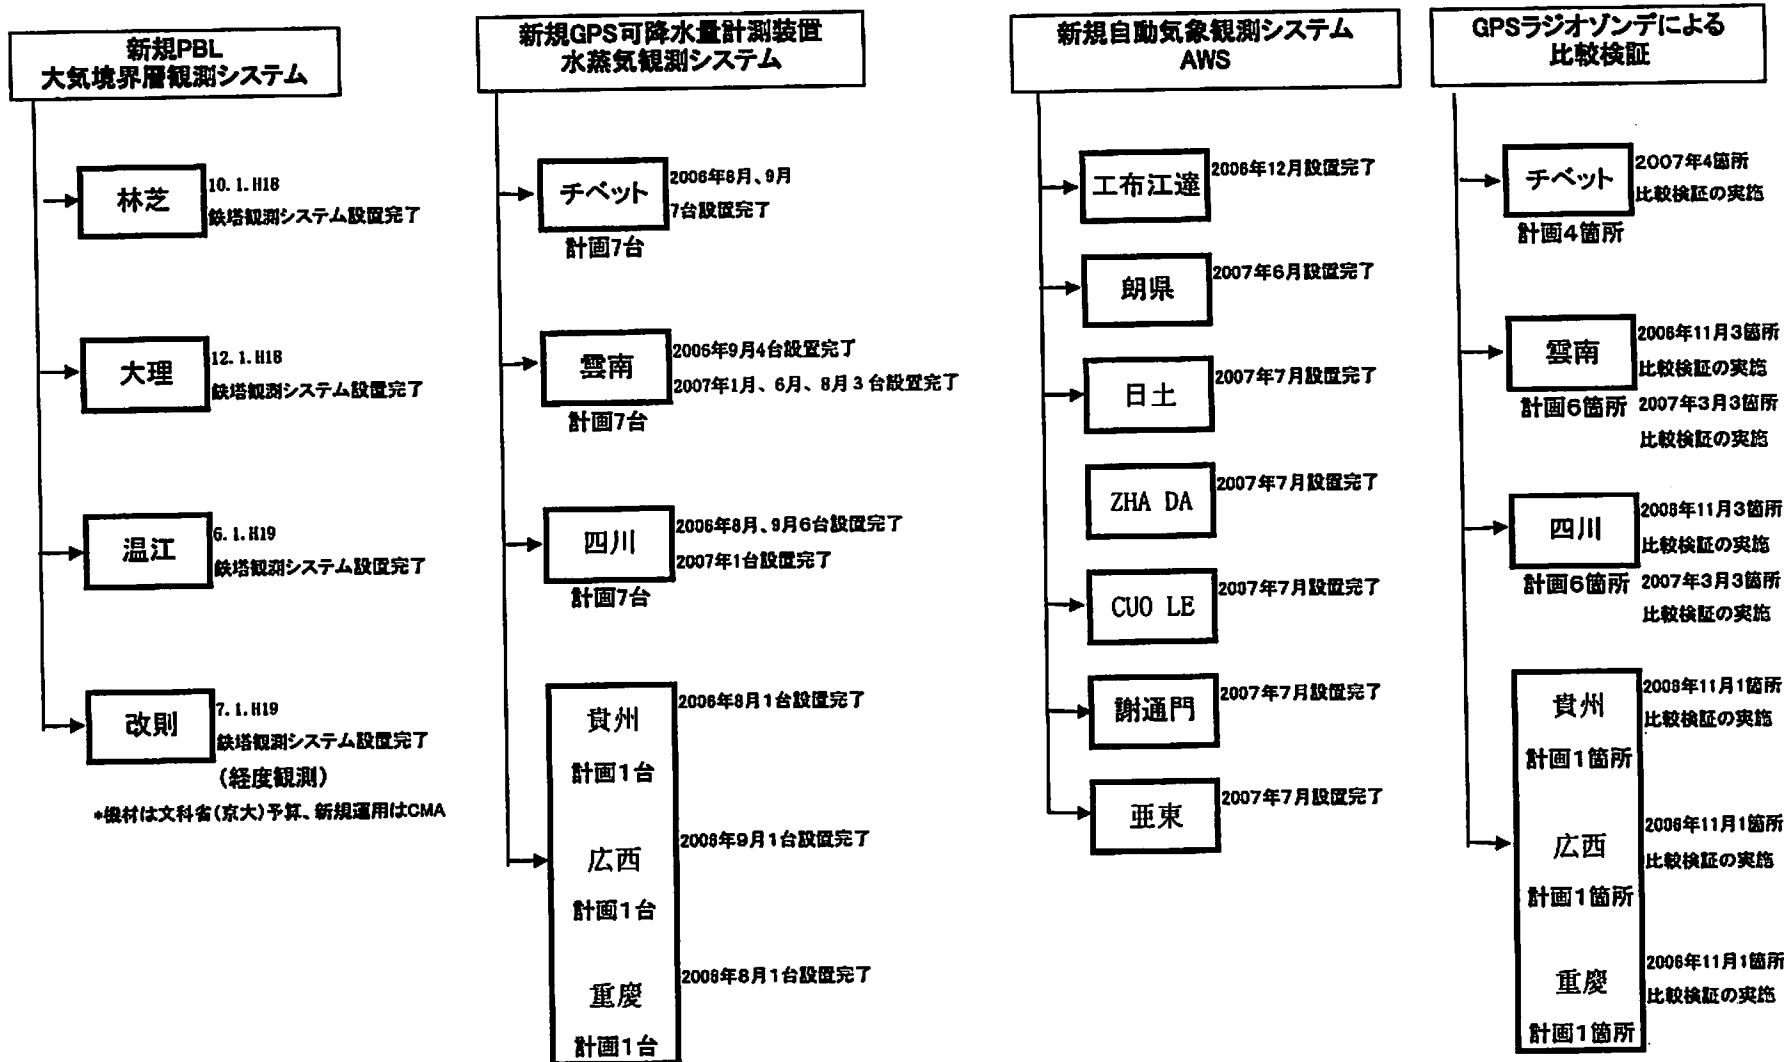 新規PBL
大気境界層観測システム
林芝
10.1.H18
鉄塔観測システム設置完了
大理
12.1.H18
鉄塔観測システム設置完了
温江
6.1.H19
鉄塔観測システム設置完了
改則
7.1.H19
鉄塔観測システム設置完了
(経度観測)
*機材は文科省(京大)予算、新規運用はCMA
新規GPS可降水量計測装置
水蒸気観測システム
チベット
2006年8月、9月
7台設置完了
計画7台
雲南
2006年9月4台設置完了
2007年1月、6月、8月3台設置完了
計画7台
四川
2006年8月、9月6台設置完了
2007年1台設置完了
計画7台
貴州
2006年8月1台設置完了
計画1台
広西
2006年9月1台設置完了
計画1台
重慶
2006年8月1台設置完了
計画1台
新規自動気象観測システム
AWS
工布江達
2006年12月設置完了
朗県
2007年6月設置完了
日土
2007年7月設置完了
ZHA DA
2007年7月設置完了
CUO LE
2007年7月設置完了
謝通門
2007年7月設置完了
亜東
2007年7月設置完了
GPSラジオゾンデによる
比較検証
チベット
2007年4箇所
比較検証の実施
計画4箇所
雲南
2006年11月3箇所
比較検証の実施
計画6箇所
2007年3月3箇所
比較検証の実施
四川
2006年11月3箇所
比較検証の実施
計画6箇所
2007年3月3箇所
比較検証の実施
貴州
2006年11月1箇所
比較検証の実施
計画1箇所
広西
2006年11月1箇所
比較検証の実施
計画1箇所
重慶
2006年11月1箇所
比較検証の実施
計画1箇所